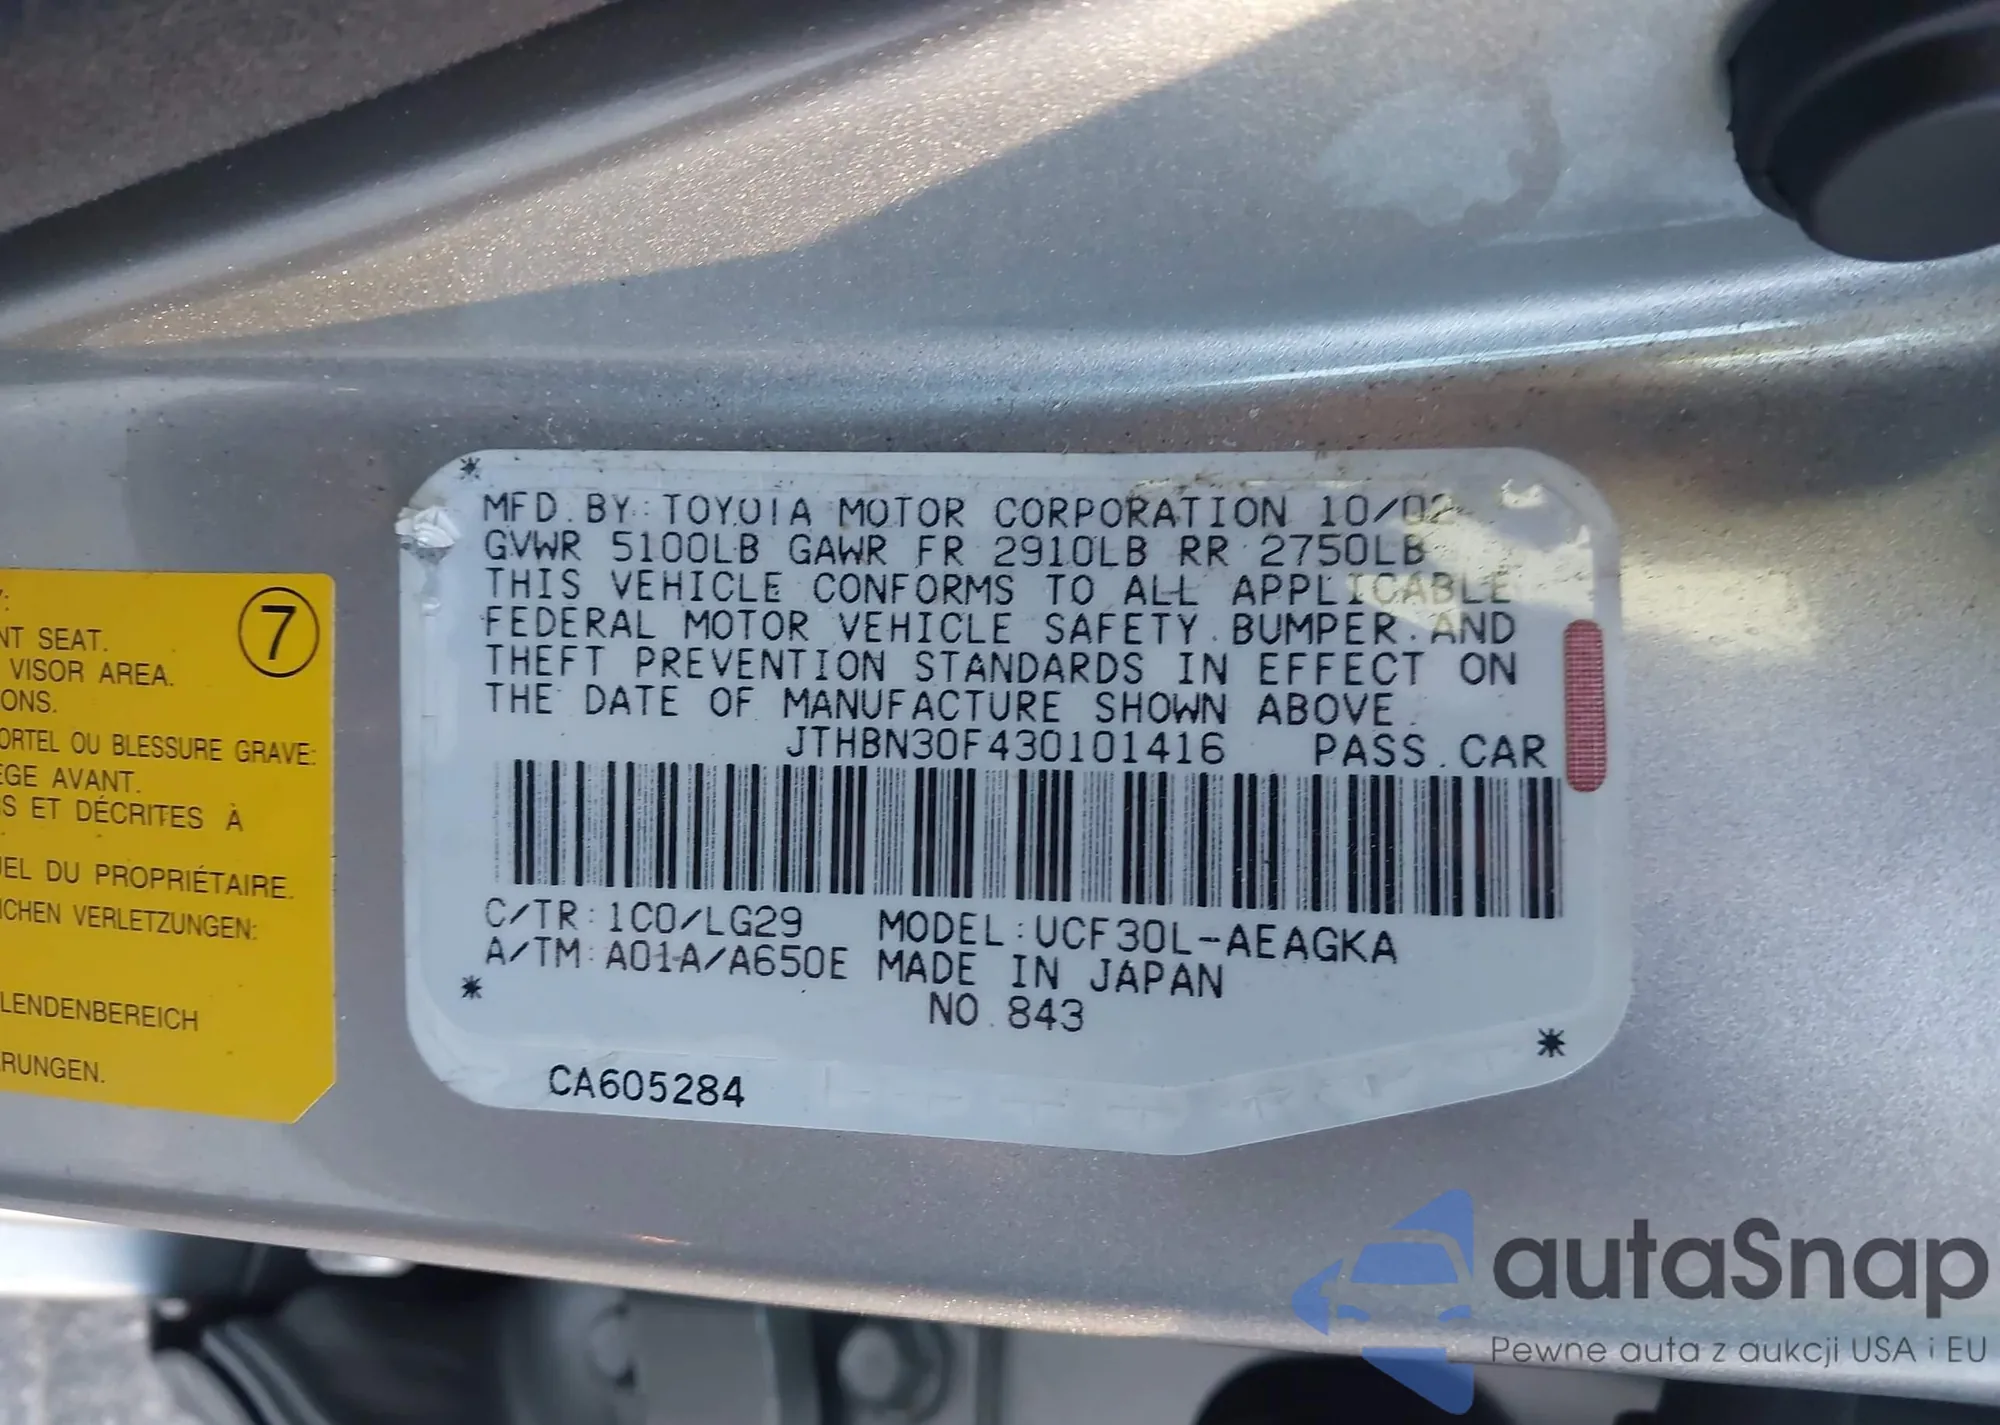 MFD. BY: TOYOTA MOTOR CORPORATION 10/02
GVWR 5100LB GAWR FR 2910LB RR 2750LB
THIS VEHICLE CONFORMS TO ALL APPLICABLE
FEDERAL MOTOR VEHICLE SAFETY. BUMPER. AND
THEFT PREVENTION STANDARDS IN EFFECT ON
THE DATE OF MANUFACTURE SHOWN ABOVE.
JTHBN30F430101416 PASS. CAR
C/TR: 1C0/LG29 MODEL: UCF30L-AEAGKA
A/TM: A01A/A650E MADE IN JAPAN
NO. 843
CA605284
7
NT SEAT.
VISOR AREA.
ONS.
ORTEL OU BLESSURE GRAVE:
ÈGE AVANT.
S ET DÉCRITES À
UEL DU PROPRIÉTAIRE.
ICHEN VERLETZUNGEN:
LENDENBEREICH
RUNGEN.
autaSnap
Pewne auta z aukcji USA i EU